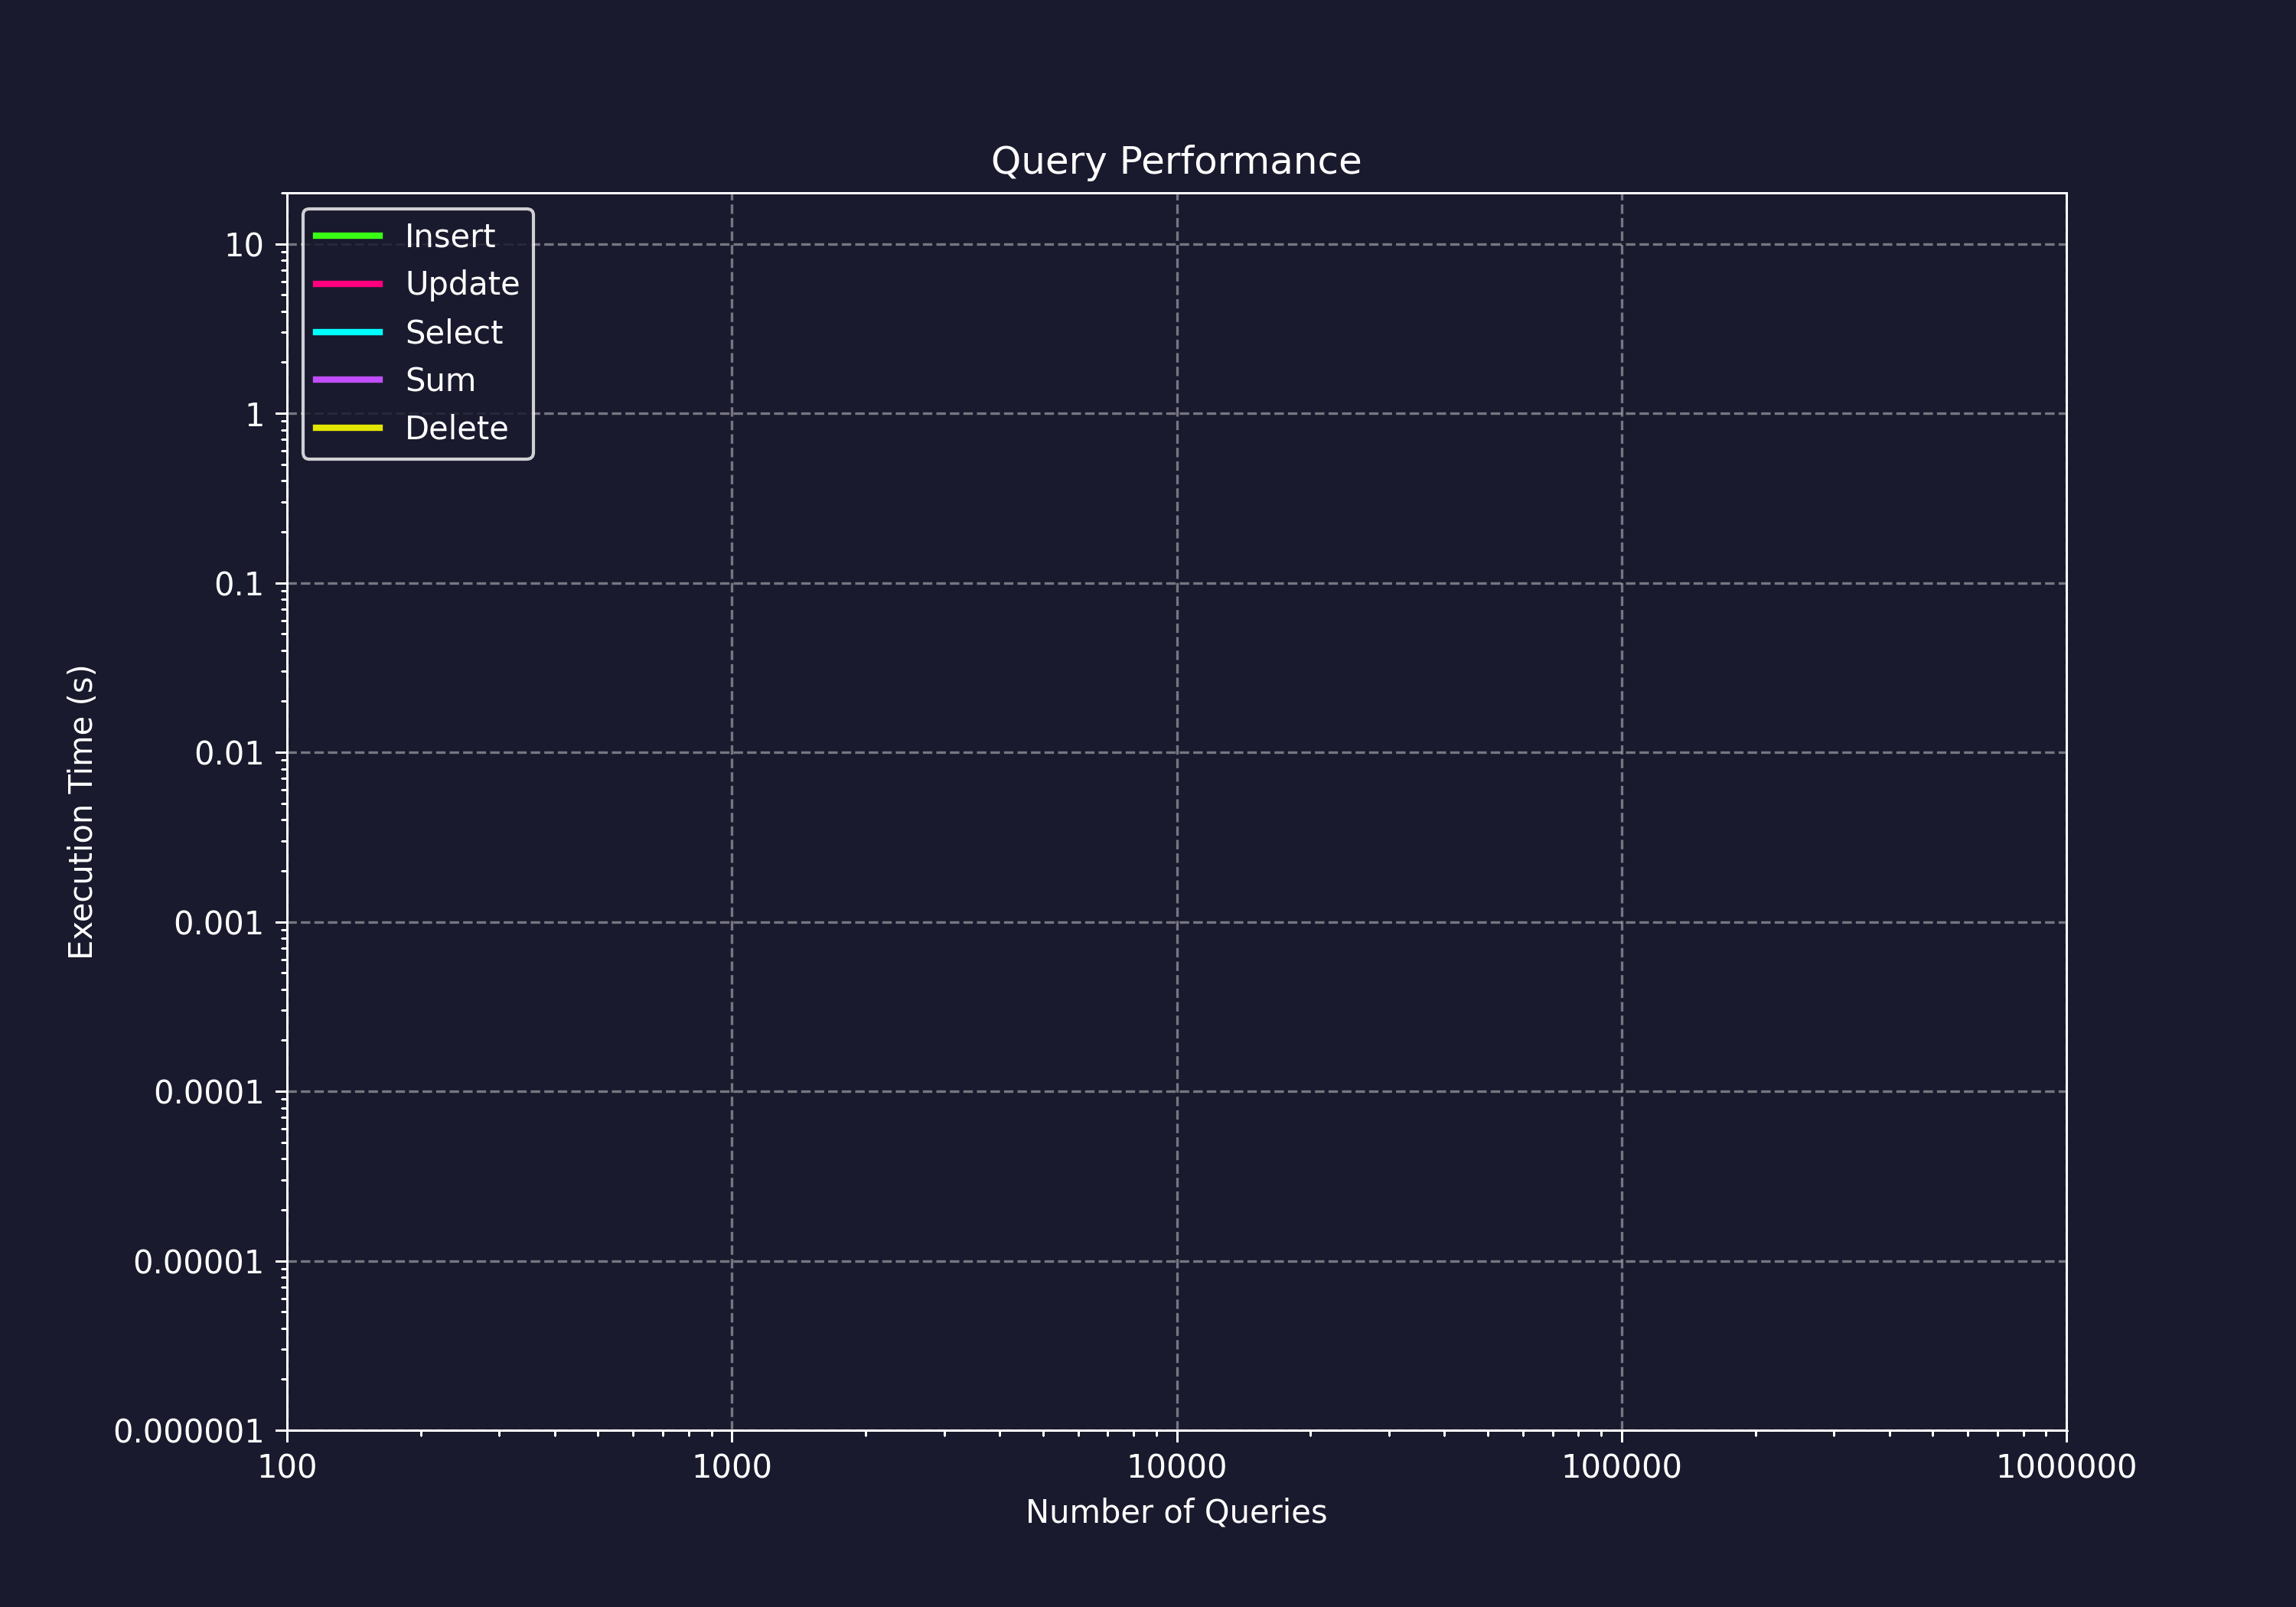 Query Performance
Insert
Update
Select
Sum
Delete
10
1
0.1
0.01
0.001
0.0001
0.00001
0.000001
Execution Time (s)
100
1000
10000
100000
1000000
Number of Queries